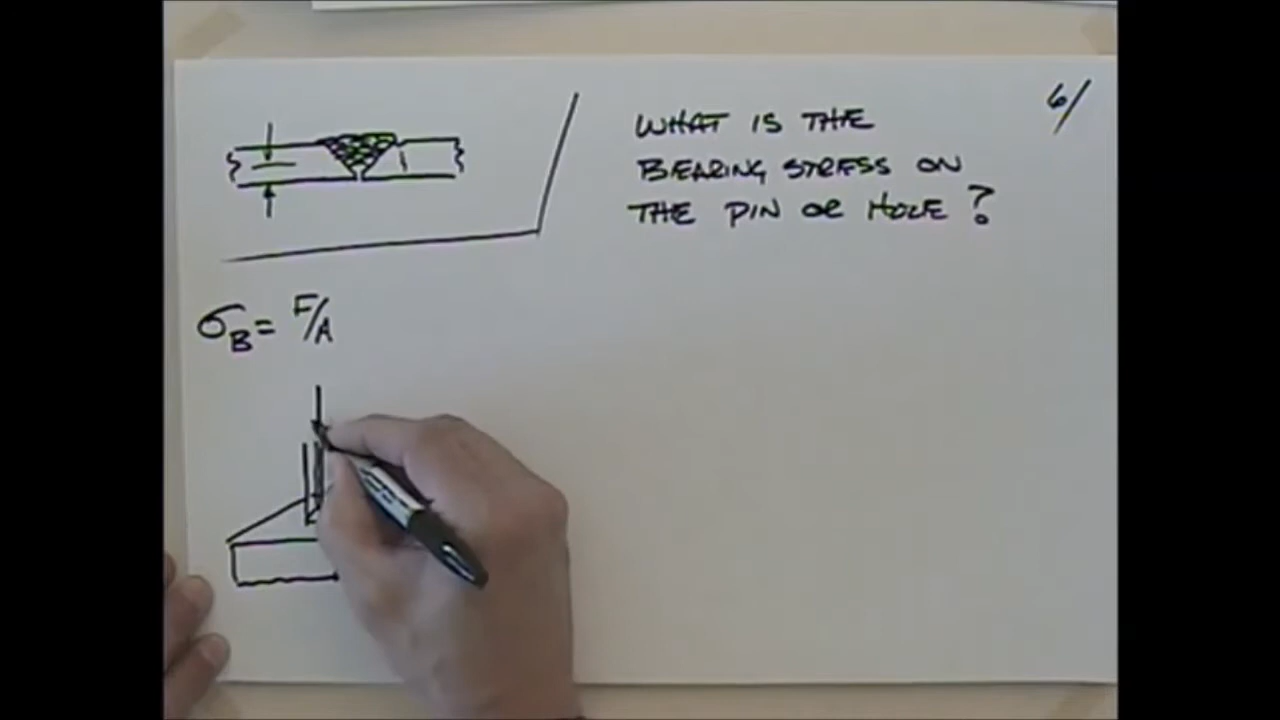 6/
WHAT IS THE
BEARING STRESS ON
THE PIN OR HOLE?
σB = F/A